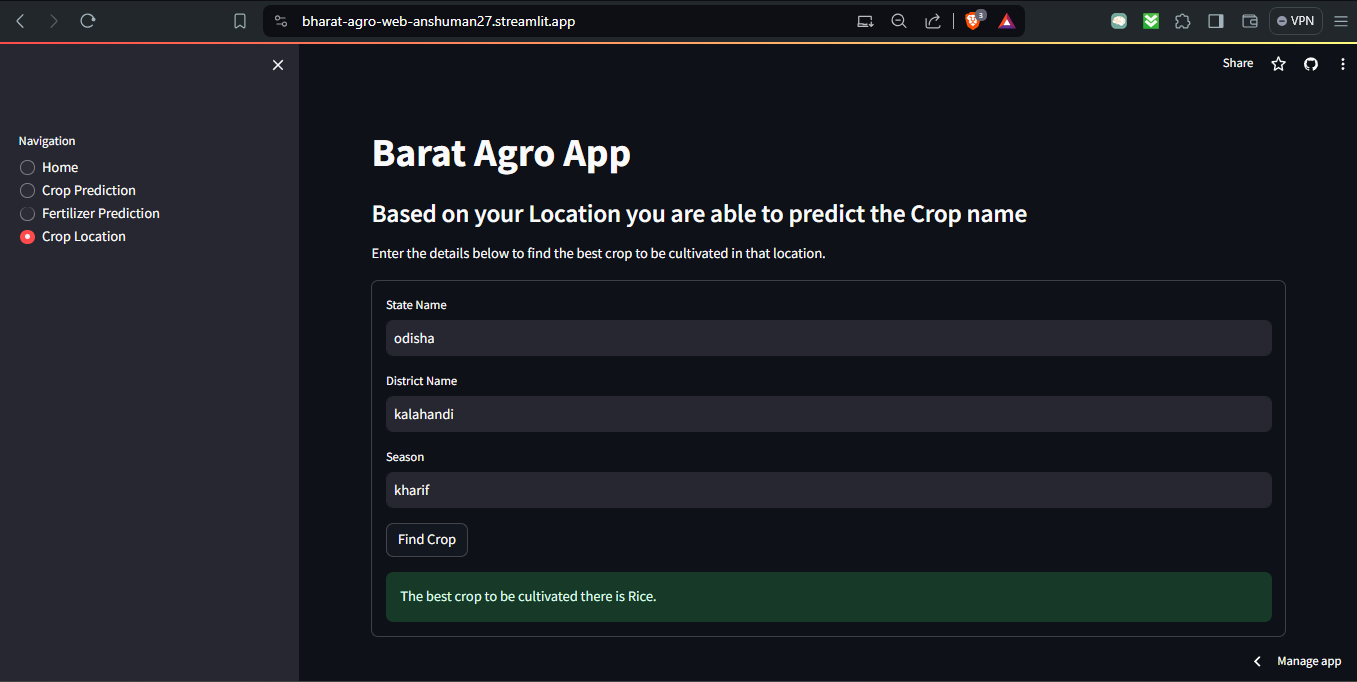 bharat-agro-web-anshuman27.streamlit.app
3
VPN
Share
Navigation
Home
Crop Prediction
Fertilizer Prediction
Crop Location
Barat Agro App
Based on your Location you are able to predict the Crop name
Enter the details below to find the best crop to be cultivated in that location.
State Name
odisha
District Name
kalahandi
Season
kharif
Find Crop
The best crop to be cultivated there is Rice.
Manage app